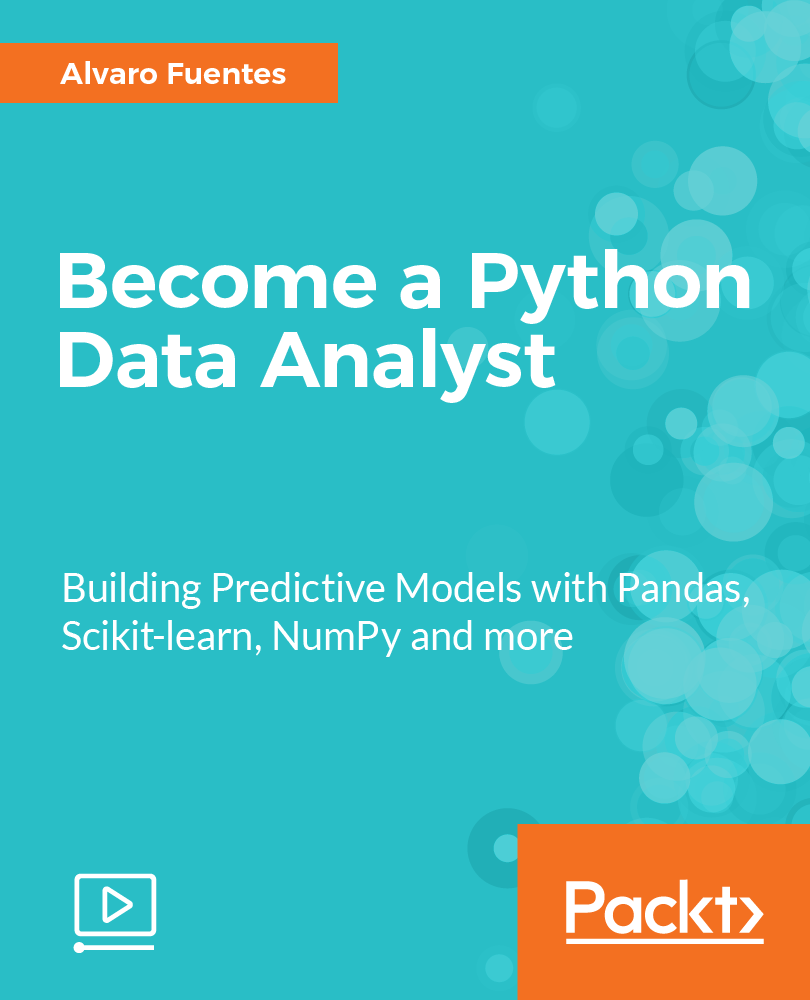 Alvaro Fuentes
Become a Python
Data Analyst
Building Predictive Models with Pandas,
Scikit-learn, NumPy and more
Packt>